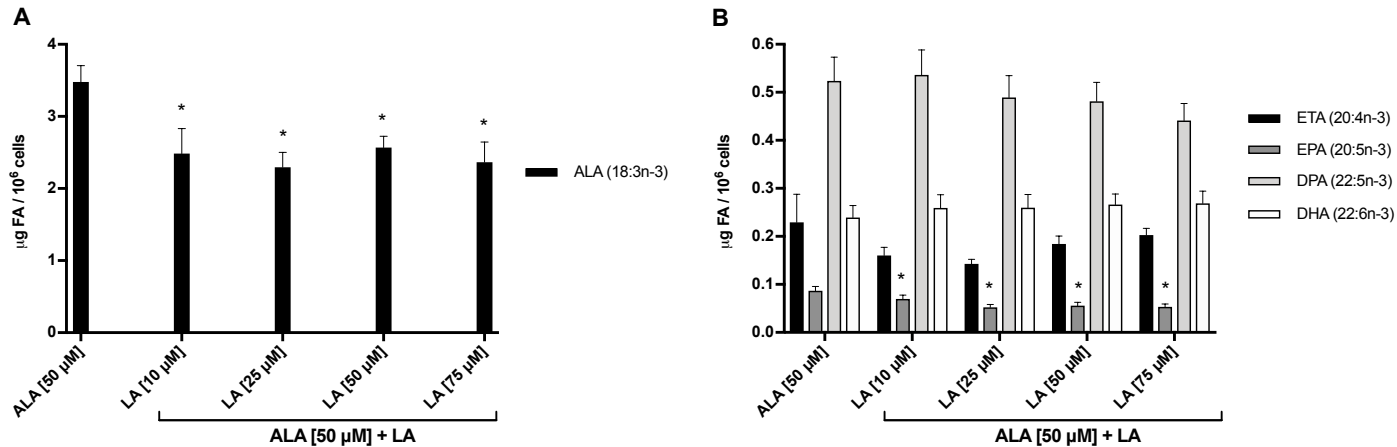 A
µg FA / 10⁶ cells
4
3
2
1
0
*
*
*
*
ALA (18:3n-3)
ALA [50 µM]
LA [10 µM]
LA [25 µM]
LA [50 µM]
LA [75 µM]
ALA [50 µM] + LA
B
µg FA / 10⁶ cells
0.6
0.5
0.4
0.3
0.2
0.1
0.0
*
*
*
*
ETA (20:4n-3)
EPA (20:5n-3)
DPA (22:5n-3)
DHA (22:6n-3)
ALA [50 µM]
LA [10 µM]
LA [25 µM]
LA [50 µM]
LA [75 µM]
ALA [50 µM] + LA